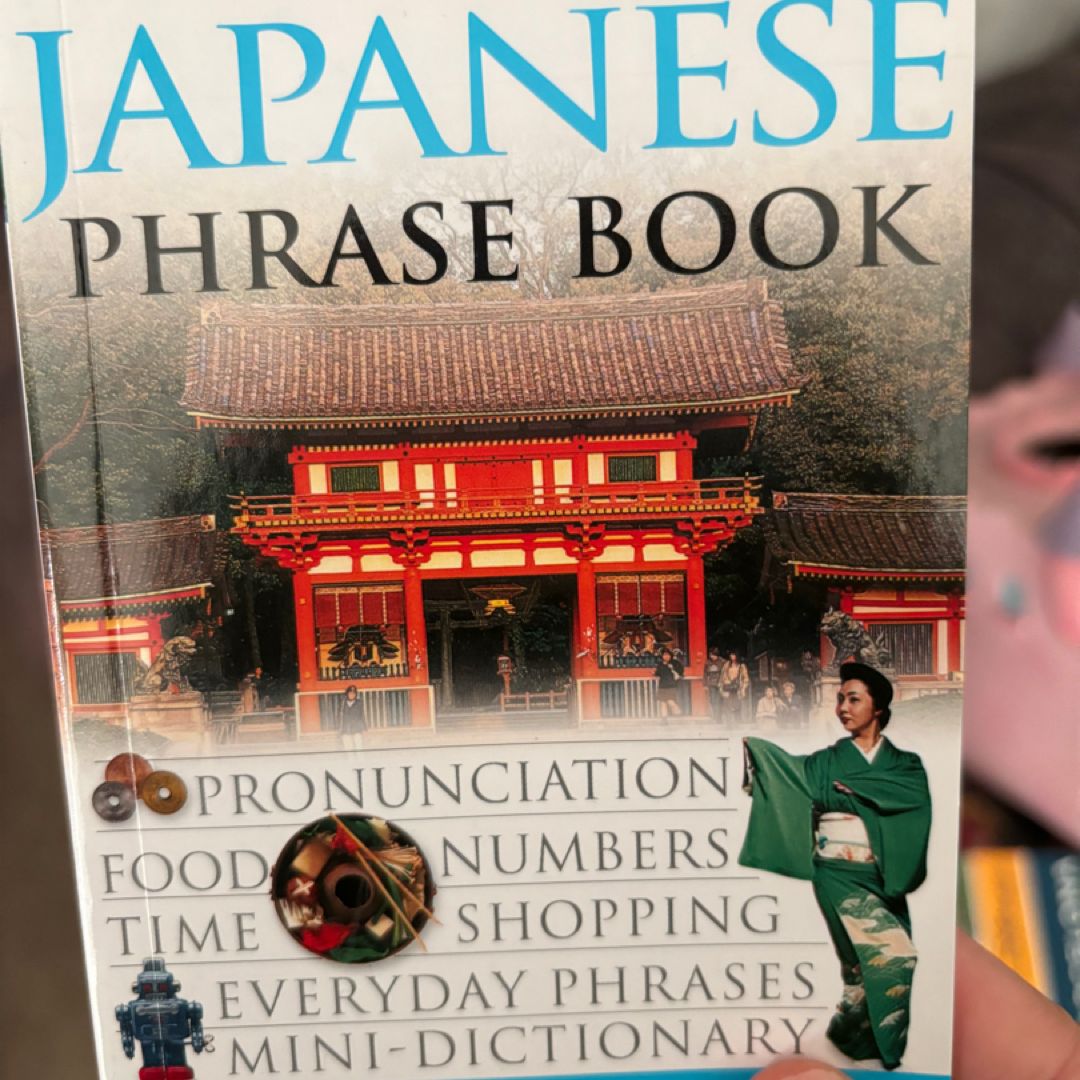 JAPANESE
PHRASE BOOK
PRONUNCIATION
FOOD NUMBERS
TIME SHOPPING
EVERYDAY PHRASES
MINI-DICTIONARY